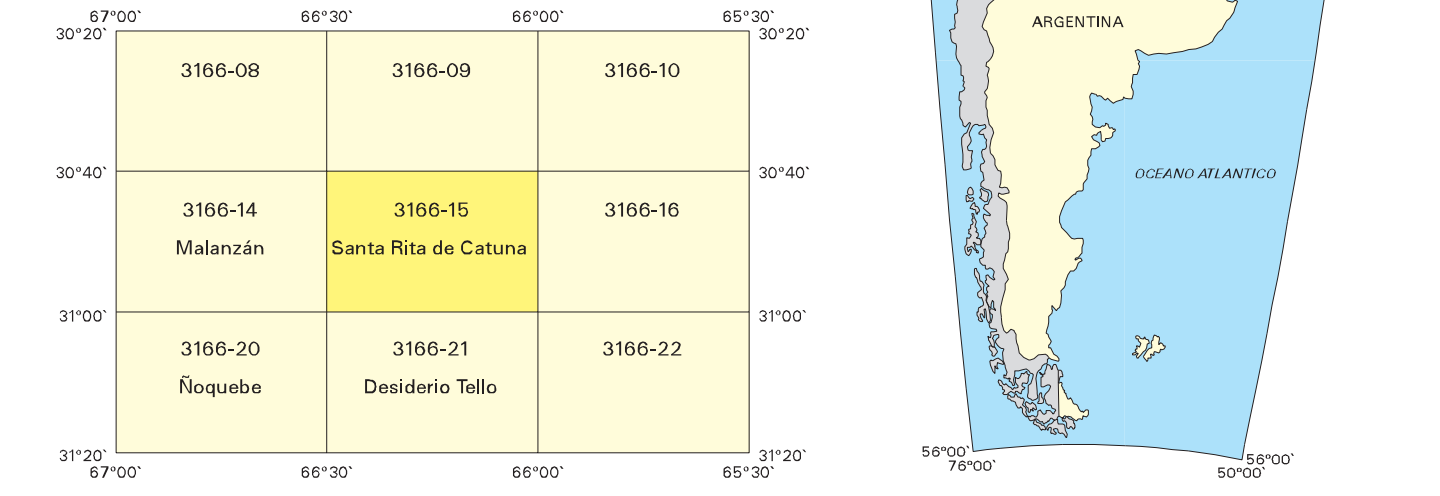 67°00` 66°30` 66°00` 65°30`
30°20` 30°20`
3166-08 3166-09 3166-10
30°40` 30°40`
3166-14 3166-15 3166-16
Malanzán Santa Rita de Catuna
31°00` 31°00`
3166-20 3166-21 3166-22
Ñoquebe Desiderio Tello
31°20` 31°20`
67°00` 66°30` 66°00` 65°30`
ARGENTINA
OCEANO ATLANTICO
56°00` 56°00`
76°00` 50°00`